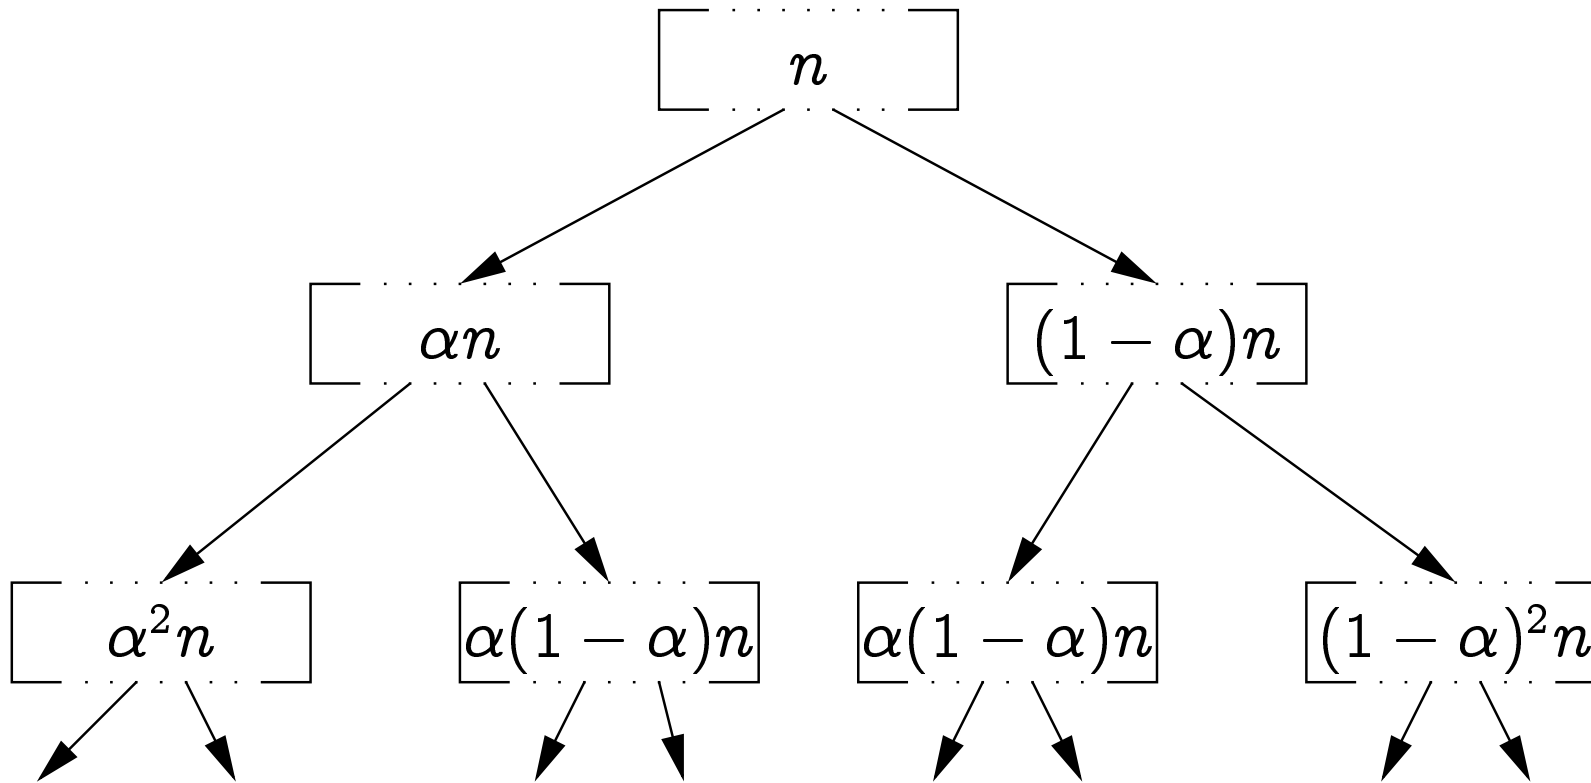 n
αn
(1 − α)n
α²n
α(1 − α)n
α(1 − α)n
(1 − α)²n